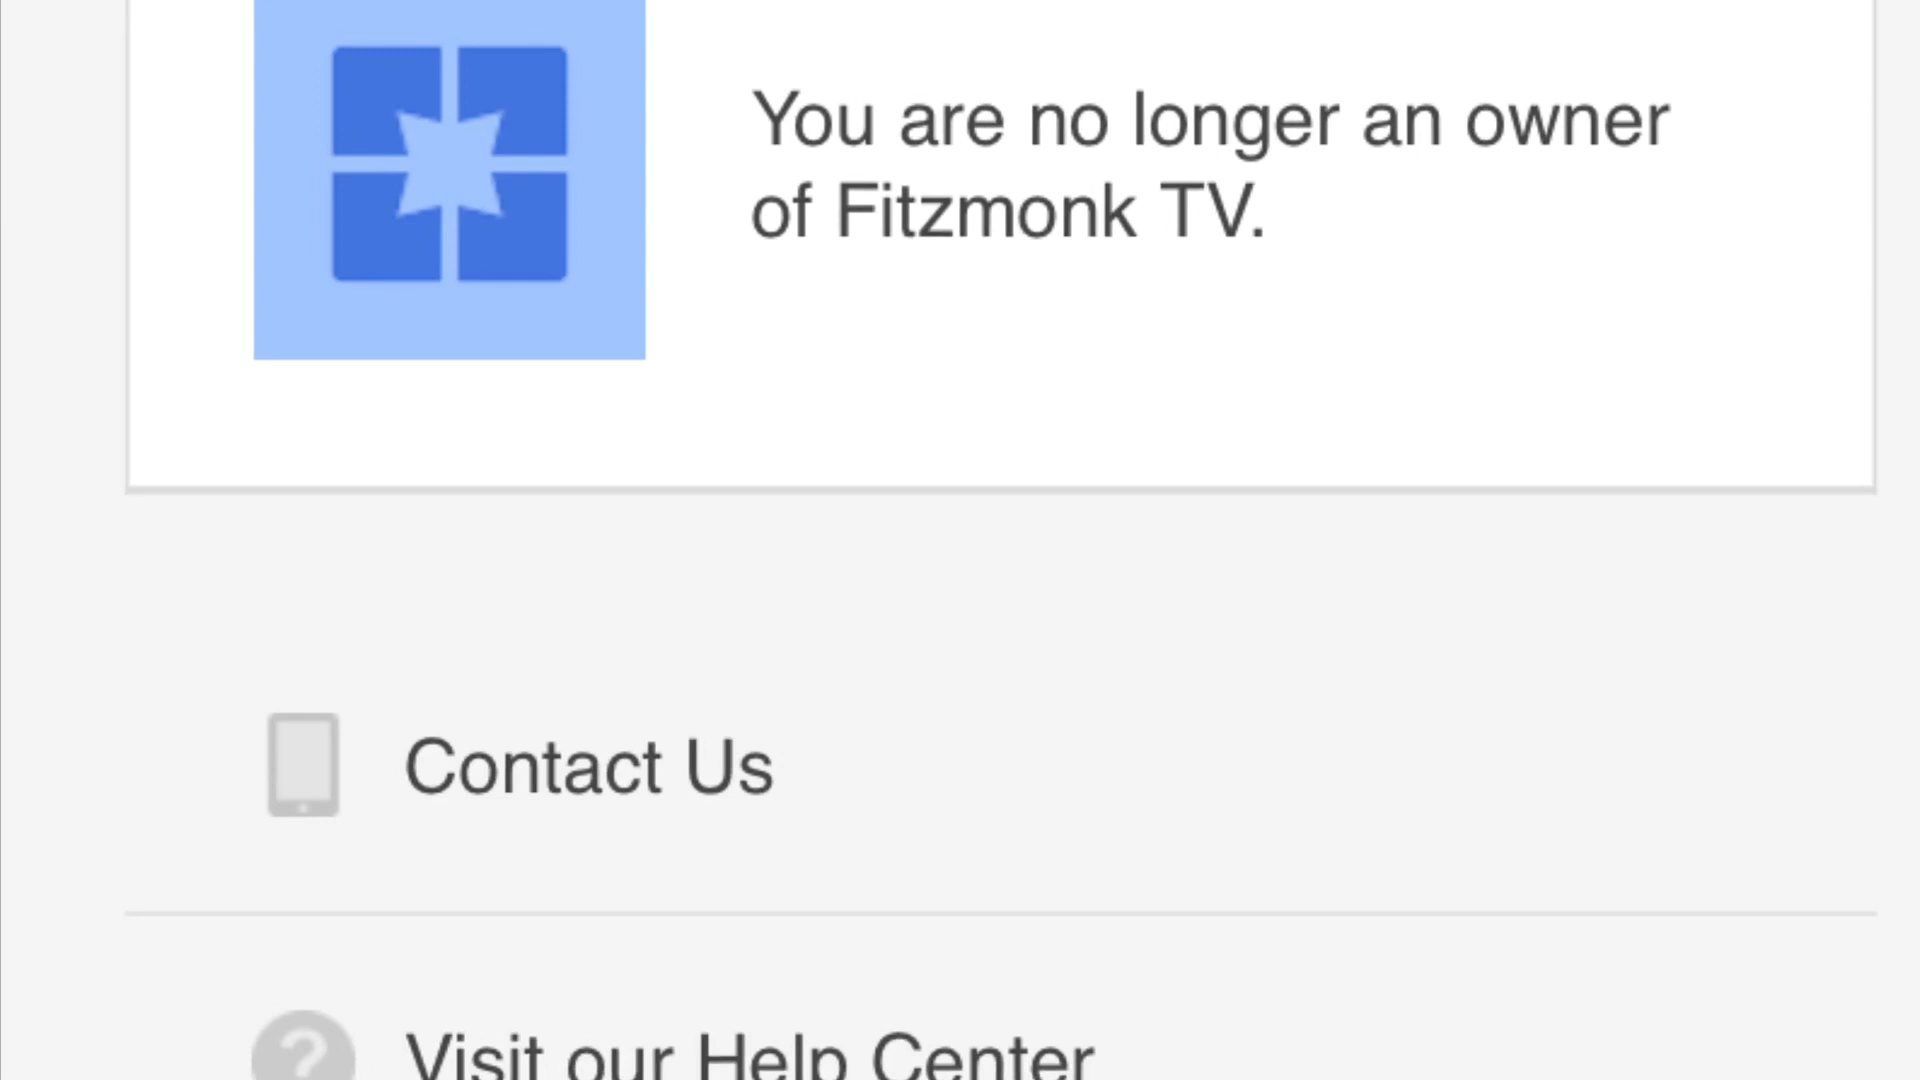 You are no longer an owner
of Fitzmonk TV.
Contact Us
Visit our Help Center